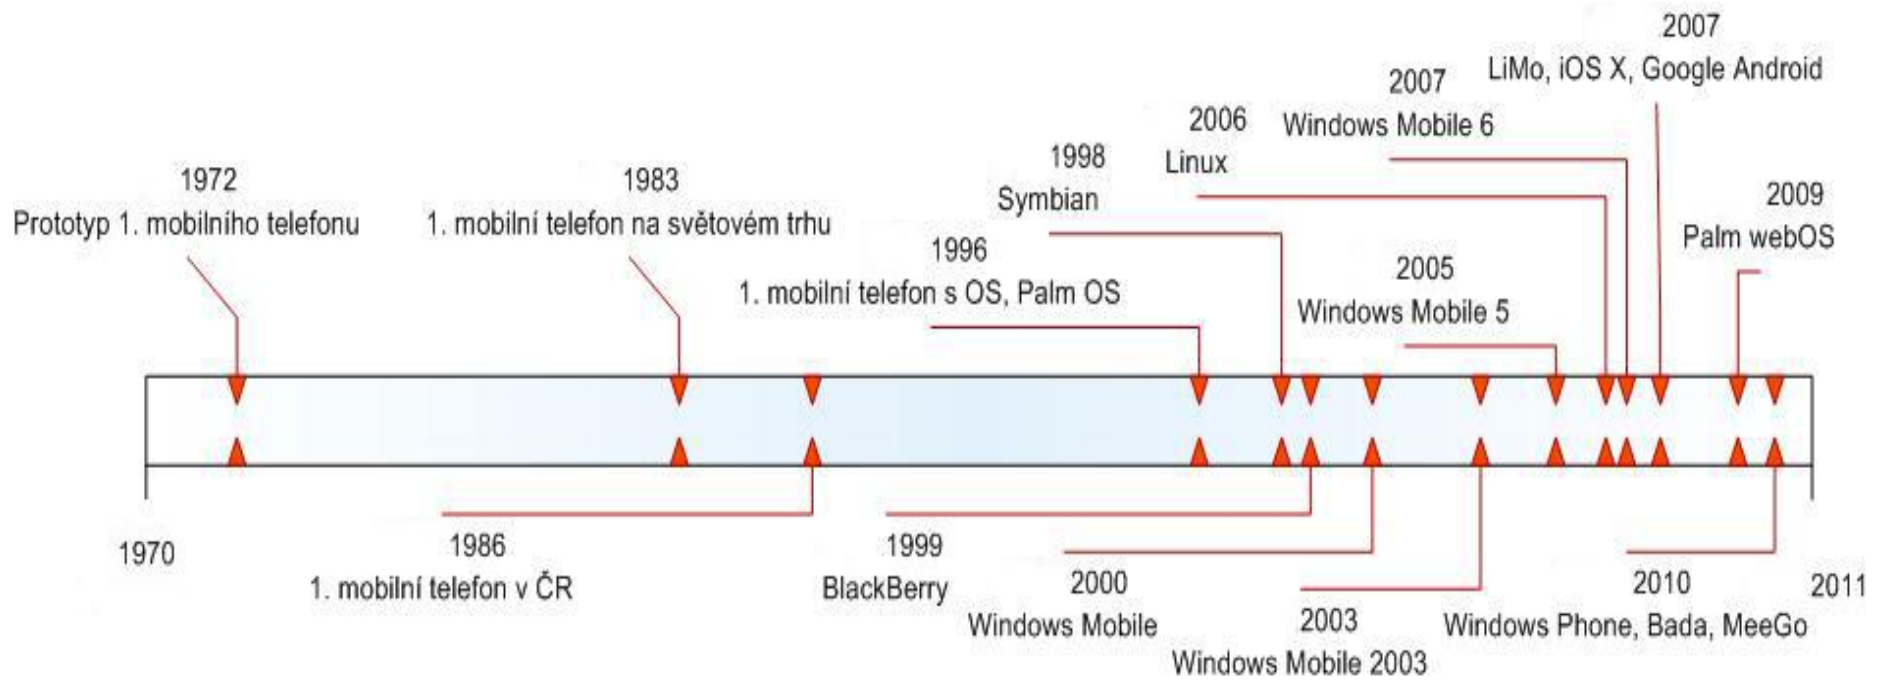 2007
LiMo, iOS X, Google Android
2007
Windows Mobile 6
2006
Linux
1998
Symbian
1972
Prototyp 1. mobilního telefonu
1983
1. mobilní telefon na světovém trhu
2009
Palm webOS
1996
1. mobilní telefon s OS, Palm OS
2005
Windows Mobile 5
1970
1986
1. mobilní telefon v ČR
1999
BlackBerry
2000
Windows Mobile
2003
Windows Mobile 2003
2010
Windows Phone, Bada, MeeGo
2011